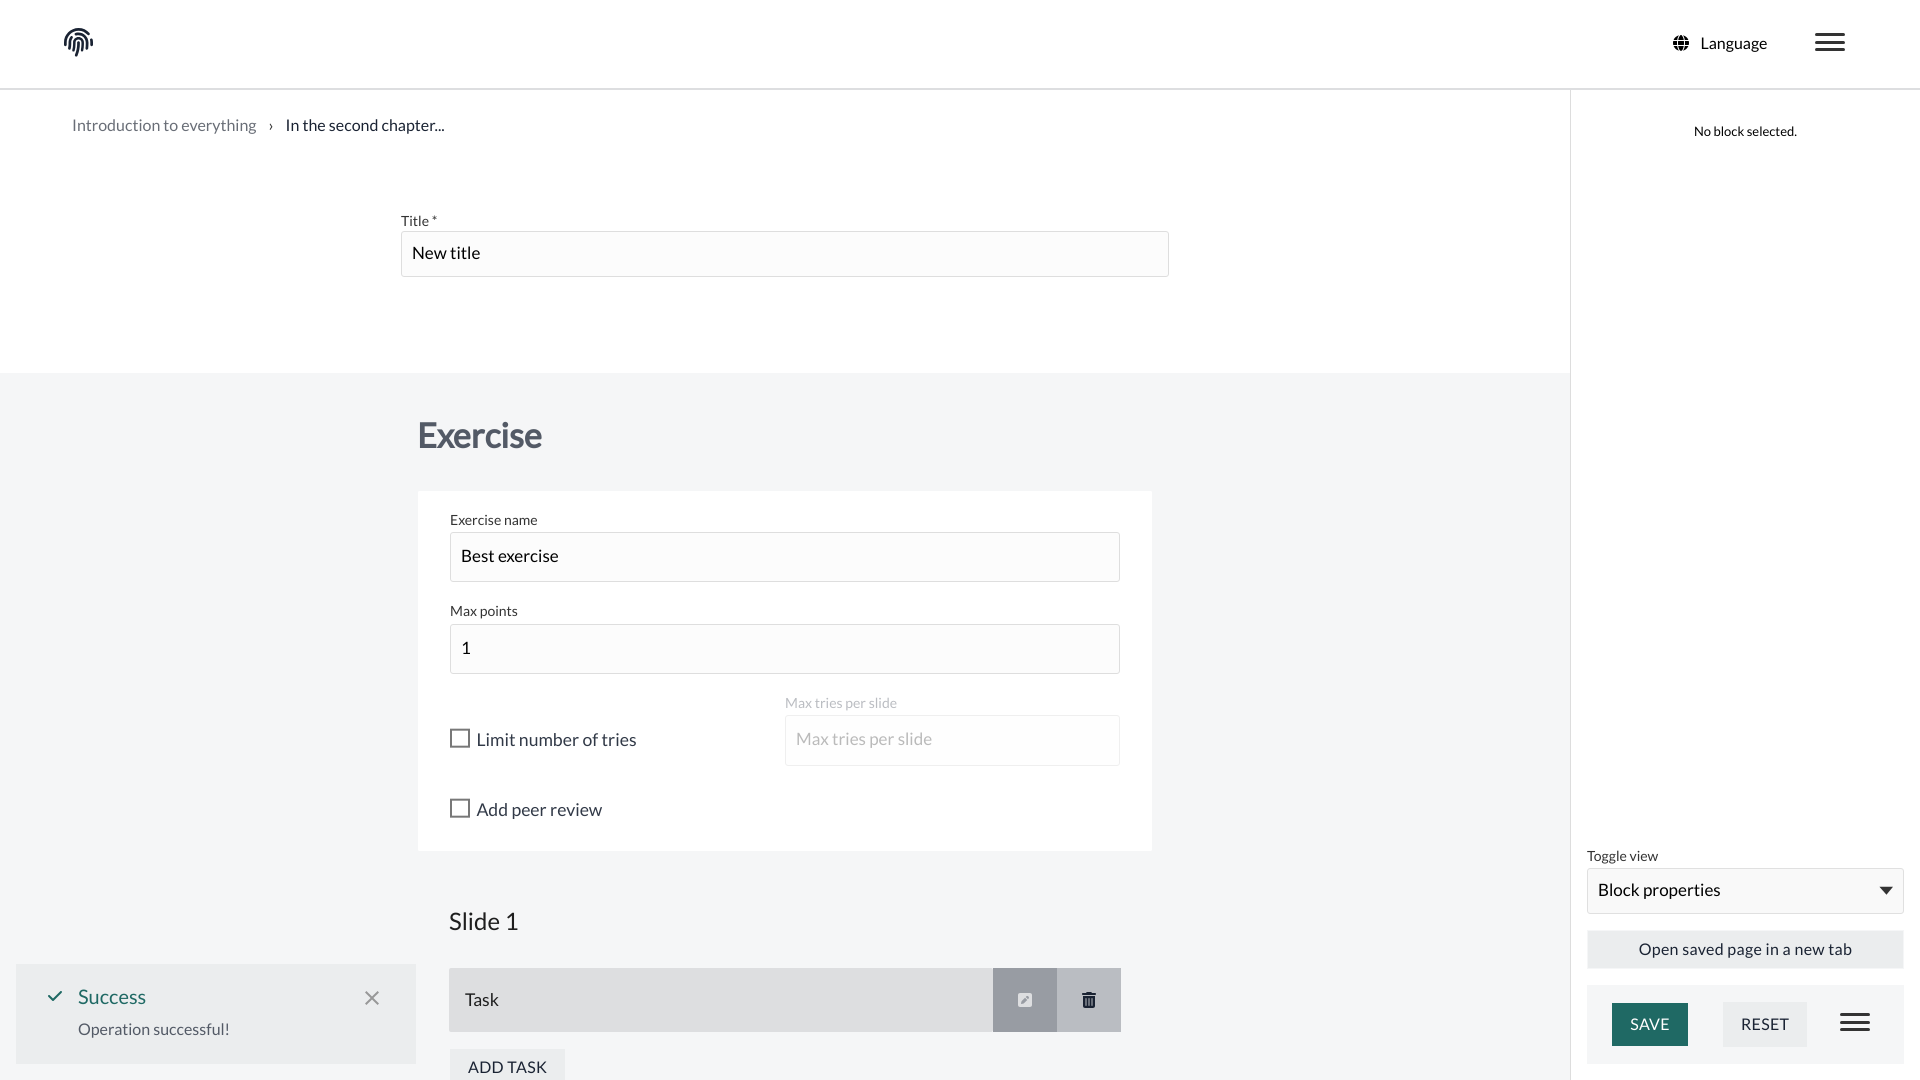 Language
Introduction to everything › In the second chapter...
No block selected.
Title *
New title
Exercise
Exercise name
Best exercise
Max points
1
Max tries per slide
Limit number of tries
Max tries per slide
Add peer review
Toggle view
Block properties
Slide 1
Open saved page in a new tab
Success
Operation successful!
Task
SAVE
RESET
ADD TASK